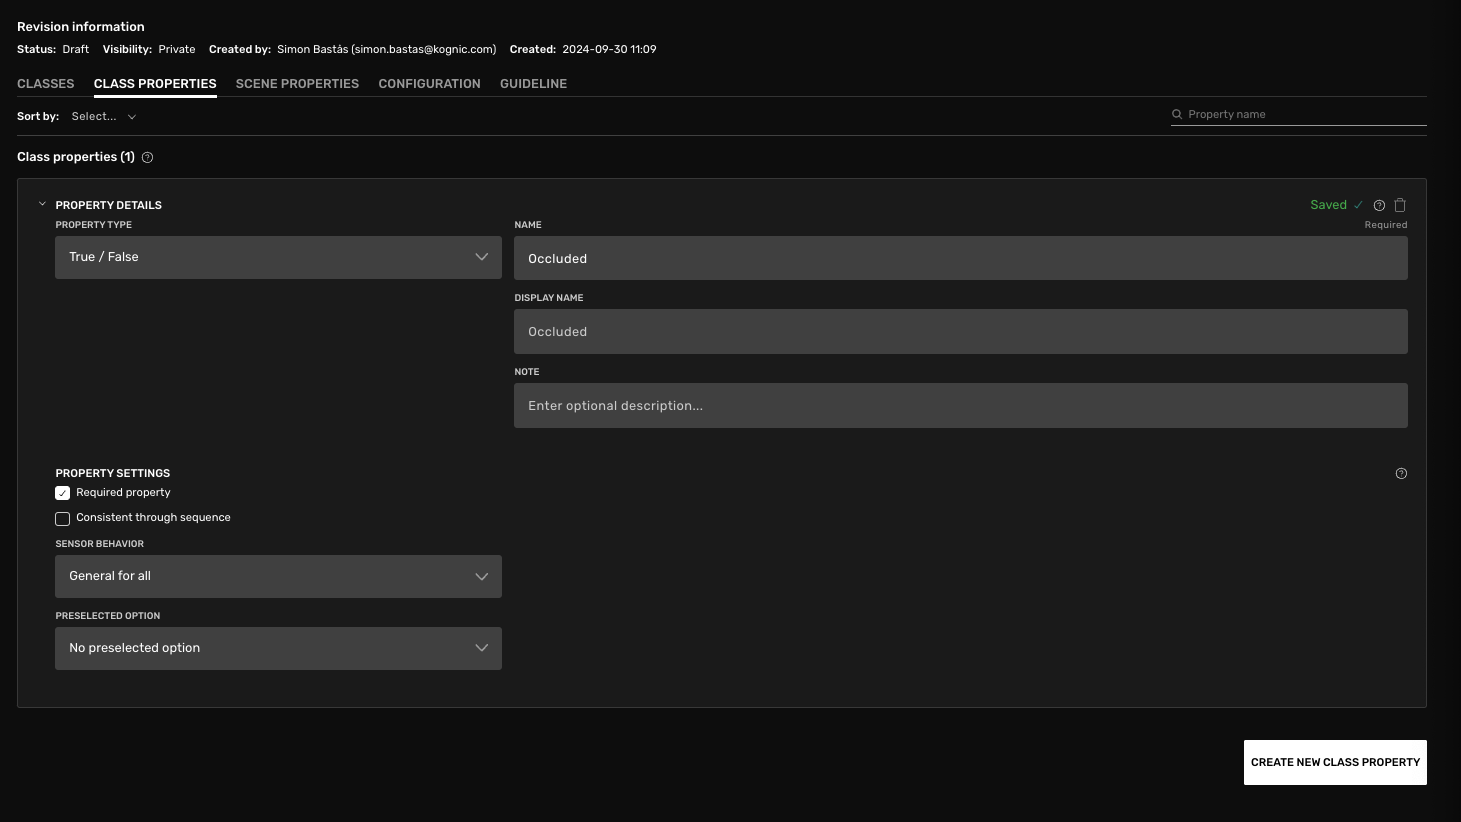 Revision information
Status: Draft Visibility: Private Created by: Simon Bastås (simon.bastas@kognic.com) Created: 2024-09-30 11:09
CLASSES CLASS PROPERTIES SCENE PROPERTIES CONFIGURATION GUIDELINE
Sort by: Select... Property name
Class properties (1)
PROPERTY DETAILS Saved
PROPERTY TYPE NAME Required
True / False Occluded
DISPLAY NAME
Occluded
NOTE
Enter optional description...
PROPERTY SETTINGS
Required property
Consistent through sequence
SENSOR BEHAVIOR
General for all
PRESELECTED OPTION
No preselected option
CREATE NEW CLASS PROPERTY